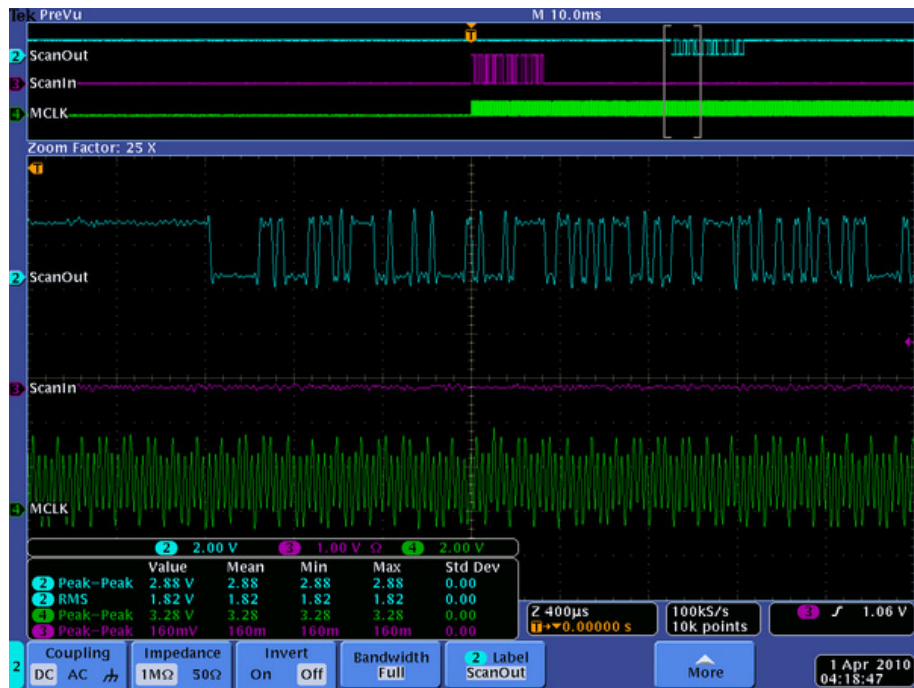 Tek PreVu M 10.0ms
T
2 ScanOut
3 ScanIn
4 MCLK
Zoom Factor: 25 X
T
2 ScanOut
3 ScanIn
4 MCLK
2 2.00 V 3 1.00 V Ω 4 2.00 V
Value Mean Min Max Std Dev
2 Peak-Peak 2.88 V 2.88 2.88 2.88 0.00
2 RMS 1.82 V 1.82 1.82 1.82 0.00
4 Peak-Peak 3.28 V 3.28 3.28 3.28 0.00
3 Peak-Peak 160mV 160m 160m 160m 0.00
Z 400µs
T→▼0.00000 s
100kS/s
10k points
3 1.06 V
2
Coupling
DC AC
Impedance
1MΩ 50Ω
Invert
On Off
Bandwidth
Full
2 Label
ScanOut
More
1 Apr 2010
04:18:47